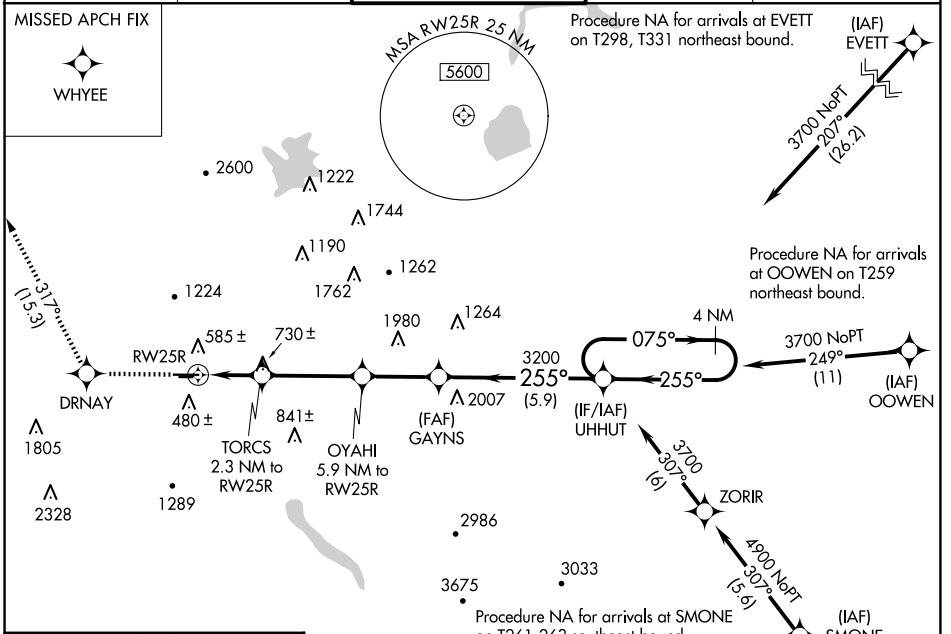 MISSED APCH FIX
WHYEE
MSA RW25R 25 NM
5600
Procedure NA for arrivals at EVETT
on T298, T331 northeast bound.
(IAF)
EVETT
3700 NoPT
207°
(26.2)
2600
1222
1744
1190
1762
1262
1224
585 ±
730 ±
1980
1264
Procedure NA for arrivals
at OOWEN on T259
northeast bound.
4 NM
075°
3700 NoPT
249°
(11)
(IAF)
OOWEN
317°
(15.3)
RW25R
DRNAY
480 ±
841 ±
3200
255°
(5.9)
255°
2007
(FAF)
GAYNS
(IF/IAF)
UHHUT
TORCS
2.3 NM to
RW25R
OYAHI
5.9 NM to
RW25R
1805
2328
1289
3700
307°
(6)
ZORIR
2986
3033
3675
4900 NoPT
307°
(5.6)
Procedure NA for arrivals at SMONE
(IAF)
SMONE